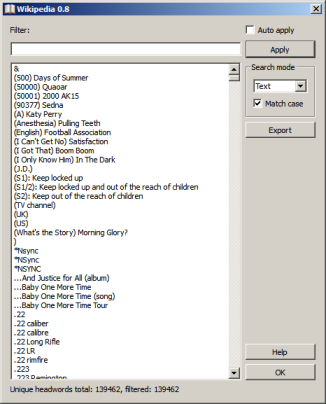 Wikipedia 0.8
Filter:
Auto apply
Apply
&
(500) Days of Summer
(50000) Quaoar
(50001) 2000 AK15
(90377) Sedna
(A) Katy Perry
(Anesthesia) Pulling Teeth
(English) Football Association
(I Can't Get No) Satisfaction
(I Got That) Boom Boom
(I Only Know Him) In The Dark
(J.D.)
(S1): Keep locked up
(S1/2): Keep locked up and out of the reach of children
(S2): Keep out of the reach of children
(TV channel)
(UK)
(US)
(What's the Story) Morning Glory?
)
*Nsync
*NSync
*NSYNC
...And Justice for All (album)
...Baby One More Time
...Baby One More Time (song)
...Baby One More Time Tour
.22
.22 caliber
.22 calibre
.22 Long Rifle
.22 LR
.22 rimfire
.223
.223 Remington
Search mode
Text
Match case
Export
Help
OK
Unique headwords total: 139462, filtered: 139462